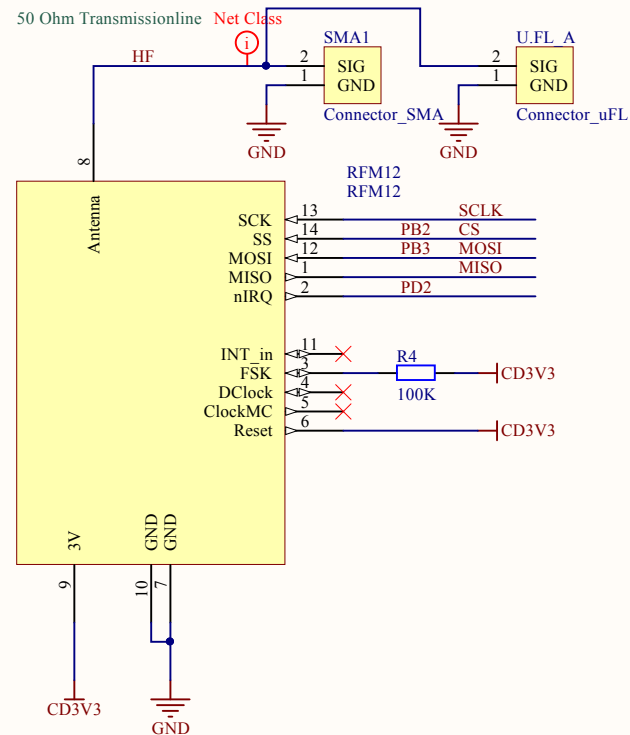 50 Ohm Transmissionline Net Class
i
HF
SMA1
2 SIG
1 GND
Connector_SMA
GND
U.FL_A
2 SIG
1 GND
Connector_uFL
GND
8
Antenna
RFM12
RFM12
SCK 13 SCLK
SS 14 PB2 CS
MOSI 12 PB3 MOSI
MISO 1 MISO
nIRQ 2 PD2
INT_in 11
FSK 3 R4 CD3V3
100K
DClock 4
ClockMC 5
Reset 6 CD3V3
3V GND GND
9 10 7
CD3V3
GND